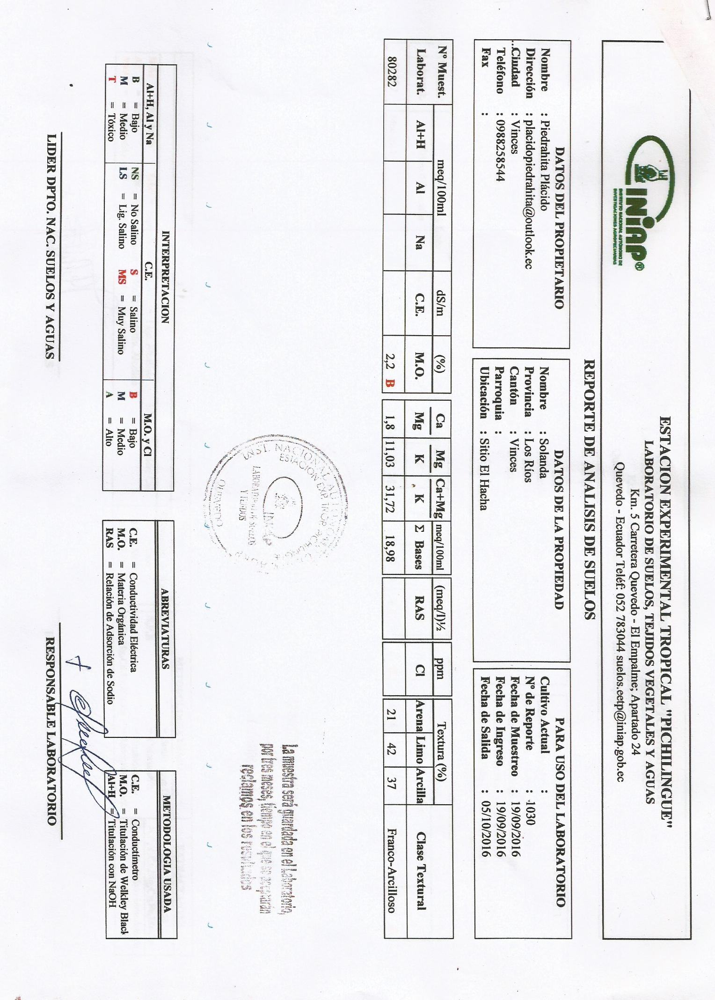 INIAP®
INSTITUTO NACIONAL AUTÓNOMO DE
INVESTIGACIONES AGROPECUARIAS
ESTACION EXPERIMENTAL TROPICAL "PICHILINGUE"
LABORATORIO DE SUELOS, TEJIDOS VEGETALES Y AGUAS
Km. 5 Carretera Quevedo - El Empalme; Apartado 24
Quevedo - Ecuador Teléf: 052 783044 suelos.eetp@iniap.gob.ec
REPORTE DE ANALISIS DE SUELOS
DATOS DEL PROPIETARIO
Nombre : Piedrahita Plácido
Dirección : placidopiedrahita@outlook.ec
..Ciudad : Vinces
Teléfono : 0988258544
Fax :
DATOS DE LA PROPIEDAD
Nombre : Solanda
Provincia : Los Ríos
Cantón : Vinces
Parroquia :
Ubicación : Sitio El Hacha
PARA USO DEL LABORATORIO
Cultivo Actual :
Nº de Reporte : 1030
Fecha de Muestreo : 19/09/2016
Fecha de Ingreso : 19/09/2016
Fecha de Salida : 05/10/2016
Nº Muest. meq/100ml dS/m (%) Ca Mg Ca+Mg meq/100ml (meq/l)½ ppm Textura (%)
Laborat. Al+H Al Na C.E. M.O. Mg K K Σ Bases RAS Cl Arena Limo Arcilla Clase Textural
80282 2,2 B 1,8 11,03 31,72 18,98 21 42 37 Franco-Arcilloso
INST. NACIONAL
ESTACION EXP. TROP. PICHILINGUE
LABORATORIO DE SUELOS
Y TEJIDOS
INIAP
QUEVEDO
La muestra será guardada en el Laboratorio,
por tres meses, tiempo en el que se aceptarán
reclamos en los resultados
INTERPRETACION
Al+H, Al y Na C.E. M.O. y Cl
B = Bajo NS = No Salino S = Salino B = Bajo
M = Medio LS = Lig. Salino MS = Muy Salino M = Medio
T = Tóxico A = Alto
ABREVIATURAS
C.E. = Conductividad Eléctrica
M.O. = Materia Orgánica
RAS = Relación de Adsorción de Sodio
METODOLOGIA USADA
C.E. = Conductímetro
M.O. = Titulación de Welkley Black
Al+H = Titulación con NaOH
LIDER DPTO. NAC. SUELOS Y AGUAS
RESPONSABLE LABORATORIO